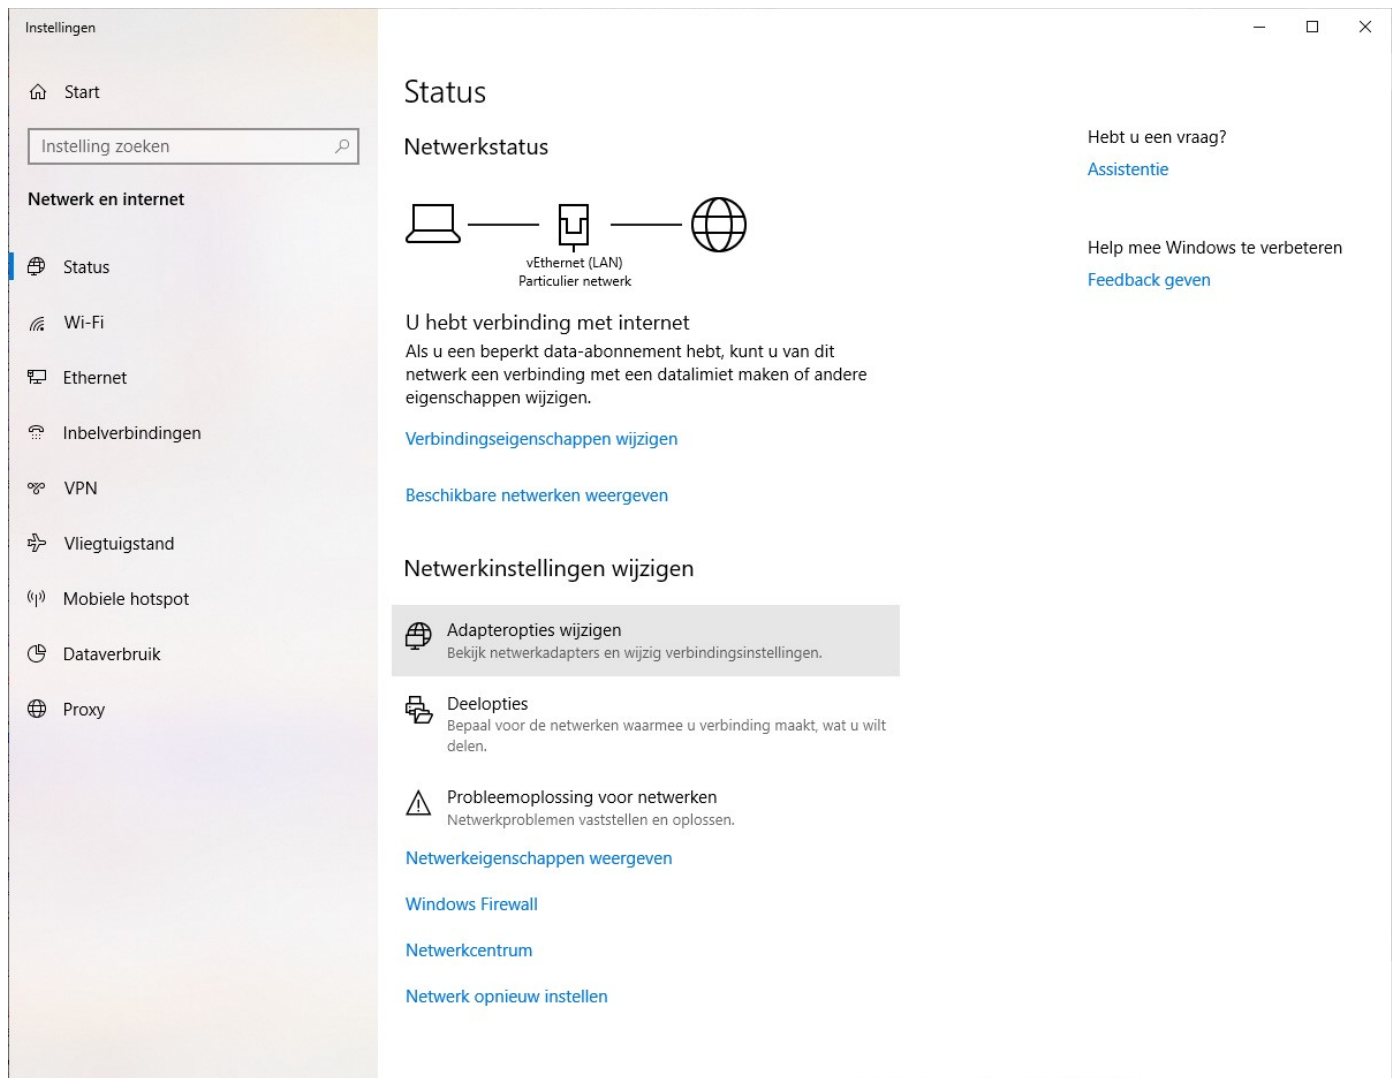 Instellingen
Start
Instelling zoeken
Netwerk en internet
Status
Wi-Fi
Ethernet
Inbelverbindingen
VPN
Vliegtuigstand
Mobiele hotspot
Dataverbruik
Proxy
Status
Netwerkstatus
vEthernet (LAN)
Particulier netwerk
U hebt verbinding met internet
Als u een beperkt data-abonnement hebt, kunt u van dit
netwerk een verbinding met een datalimiet maken of andere
eigenschappen wijzigen.
Verbindingseigenschappen wijzigen
Beschikbare netwerken weergeven
Netwerkinstellingen wijzigen
Adapteropties wijzigen
Bekijk netwerkadapters en wijzig verbindingsinstellingen.
Deelopties
Bepaal voor de netwerken waarmee u verbinding maakt, wat u wilt
delen.
Probleemoplossing voor netwerken
Netwerkproblemen vaststellen en oplossen.
Netwerkeigenschappen weergeven
Windows Firewall
Netwerkcentrum
Netwerk opnieuw instellen
Hebt u een vraag?
Assistentie
Help mee Windows te verbeteren
Feedback geven